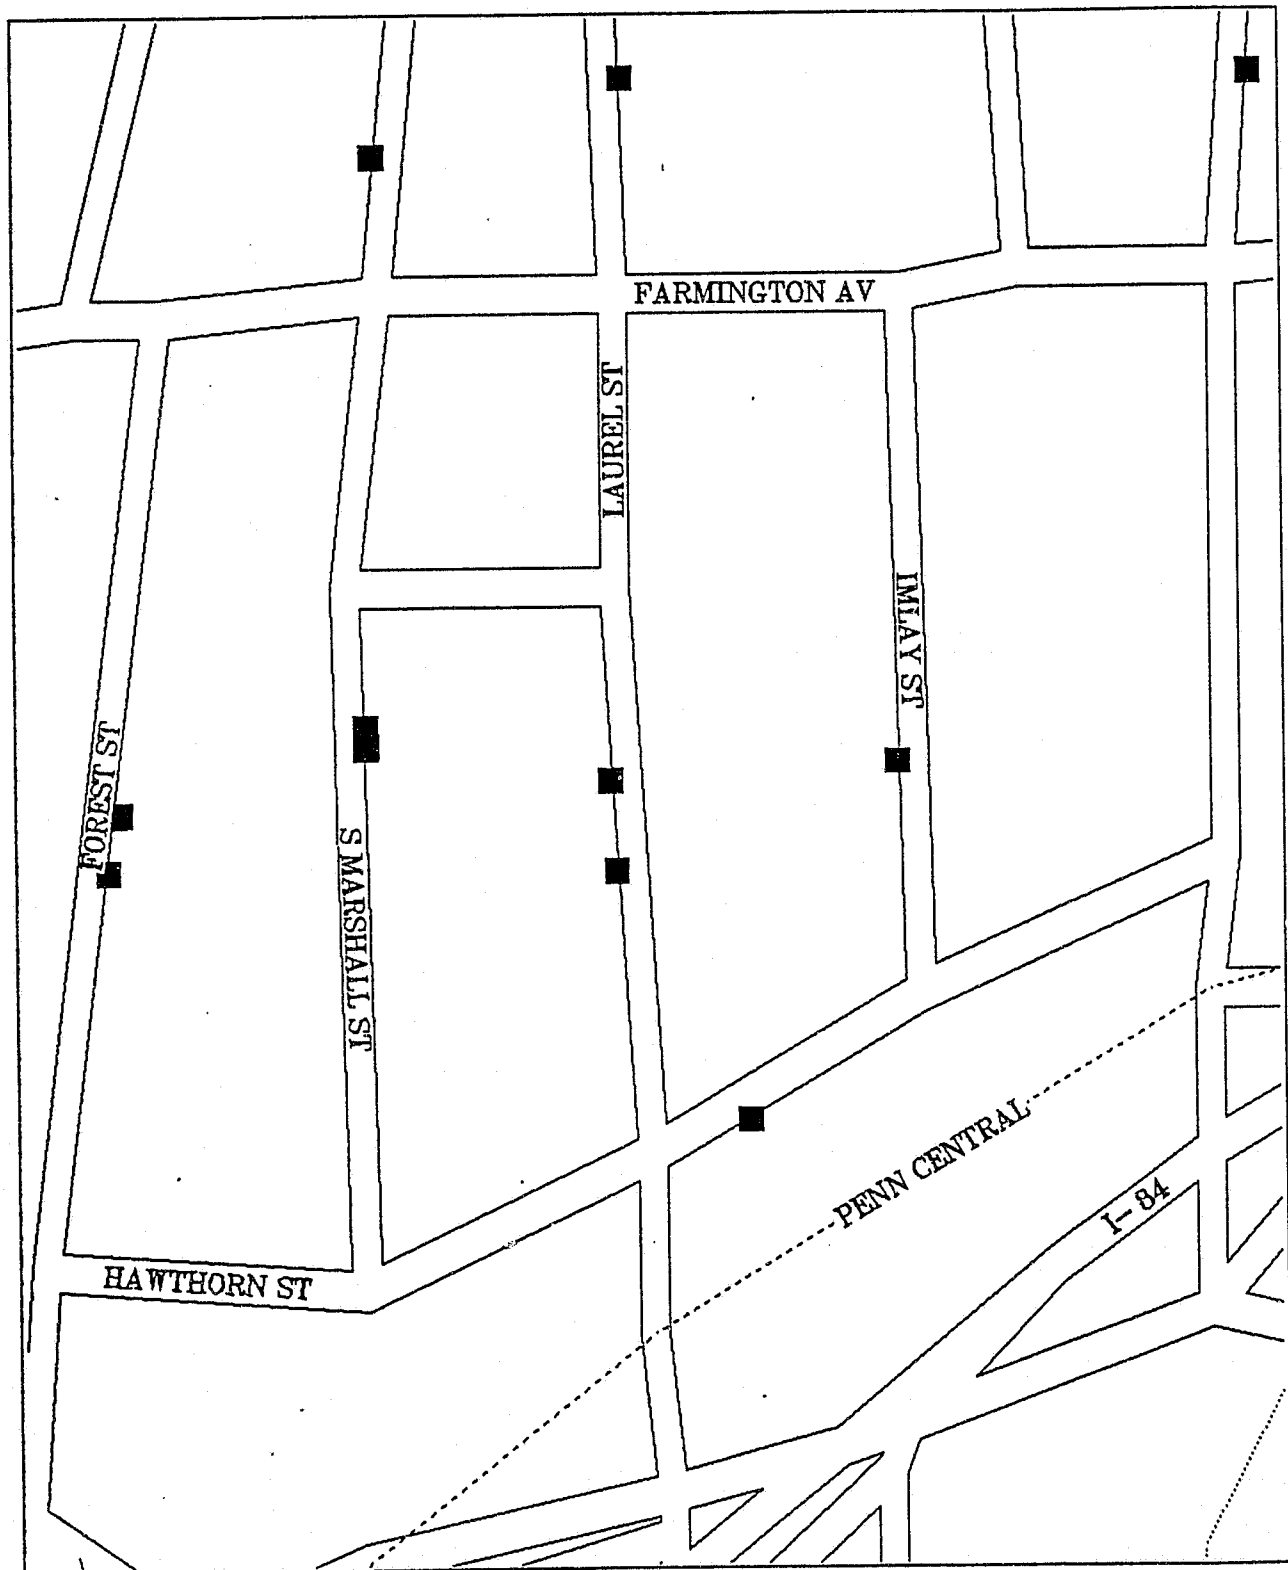 FARMINGTON AV
LAUREL ST
IMLAY ST
FOREST ST
S MARSHALL ST
PENN CENTRAL
I-84
HAWTHORN ST